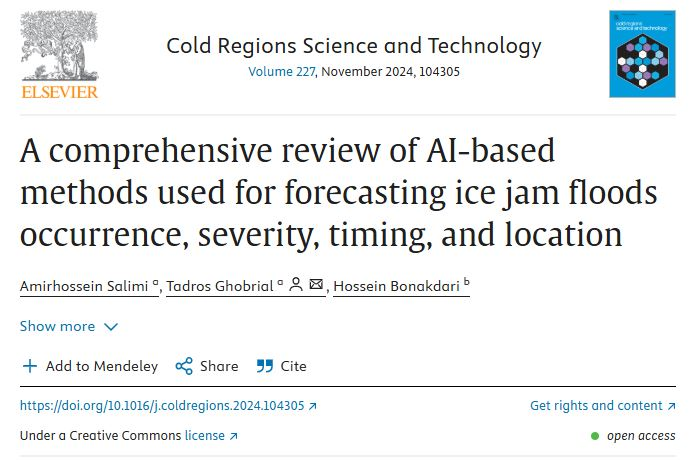 ELSEVIER
Cold Regions Science and Technology
Volume 227, November 2024, 104305
cold regions
science and technology
A comprehensive review of AI-based
methods used for forecasting ice jam floods
occurrence, severity, timing, and location
Amirhossein Salimi a, Tadros Ghobrial a, Hossein Bonakdari b
Show more
Add to Mendeley Share Cite
https://doi.org/10.1016/j.coldregions.2024.104305 Get rights and content
Under a Creative Commons license open access